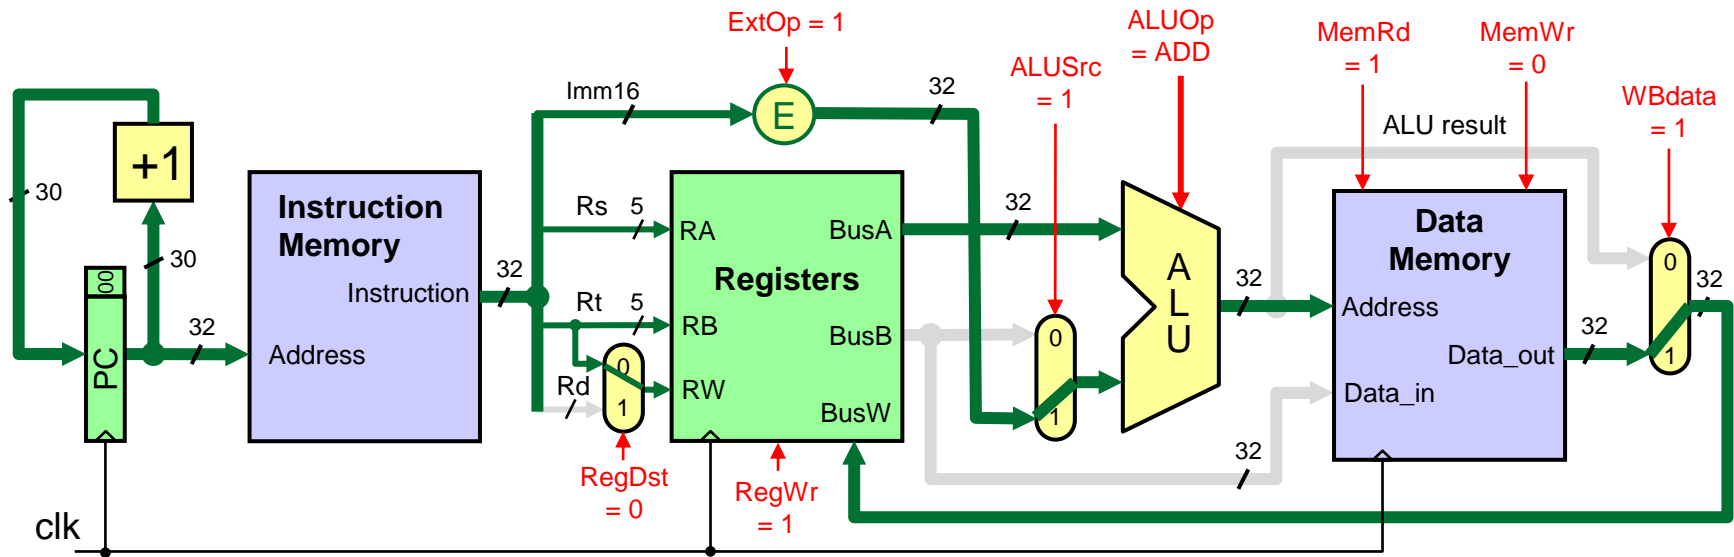 ExtOp = 1
ALUOp
= ADD
MemRd
= 1
MemWr
= 0
ALUSrc
= 1
WBdata
= 1
Imm16
32
E
ALU result
+1
30
30
Instruction
Memory
Instruction
Address
32
00
PC
32
Rs
5
Rt
5
Rd
0
1
RegDst
= 0
RA
RB
RW
Registers
BusA
BusB
BusW
RegWr
= 1
32
0
1
A
L
U
32
32
Data
Memory
Address
Data_out
Data_in
32
0
1
32
clk